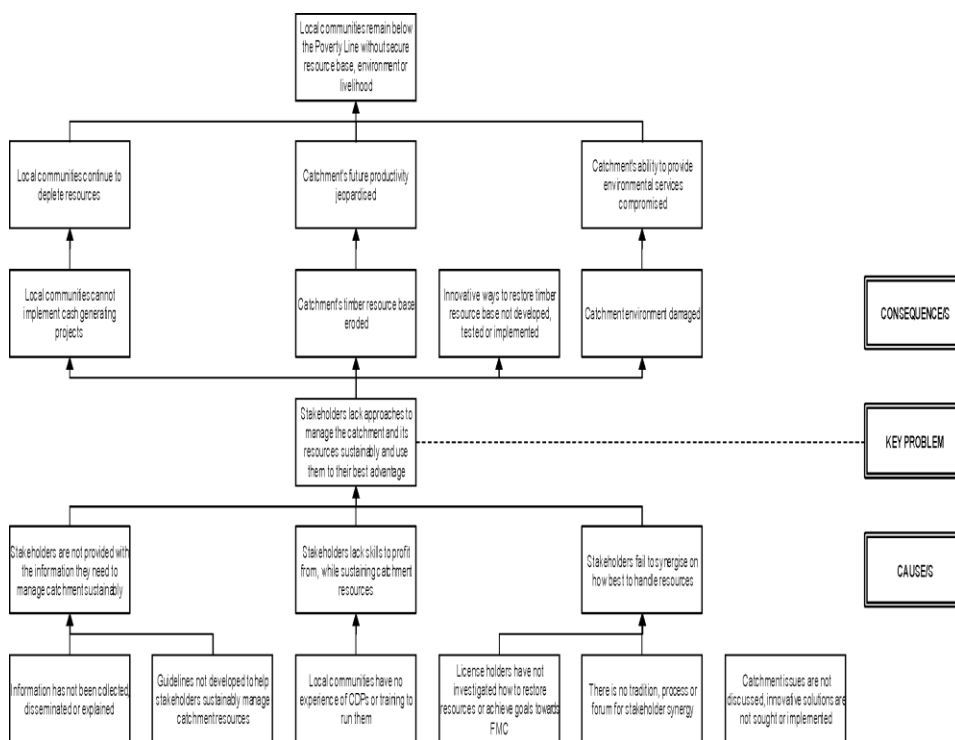 Local communities remain below
the Poverty Line without secure
resource base, environment or
livelihood
Local communities continue to
deplete resources
Catchment's future productivity
jeopardised
Catchment's ability to provide
environmental services
compromised
Local communities cannot
implement cash generating
projects
Catchment's timber resource base
eroded
Innovative ways to restore timber
resource base not developed,
tested or implemented
Catchment environment damaged
CONSEQUENCE/S
Stakeholders lack approaches to
manage the catchment and its
resources sustainably and use
them to their best advantage
KEY PROBLEM
Stakeholders are not provided with
the information they need to
manage catchment sustainably
Stakeholders lack skills to profit
from, while sustaining catchment
resources
Stakeholders fail to synergise on
how best to handle resources
CAUSE/S
Information has not been collected,
disseminated or explained
Guidelines not developed to help
stakeholders sustainably manage
catchment resources
Local communities have no
experience of CDPs or training to
run them
License holders have not
investigated how to restore
resources or achieve goals towards
FMC
There is no tradition, process or
forum for stakeholder synergy
Catchment issues are not
discussed, innovative solutions are
not sought or implemented